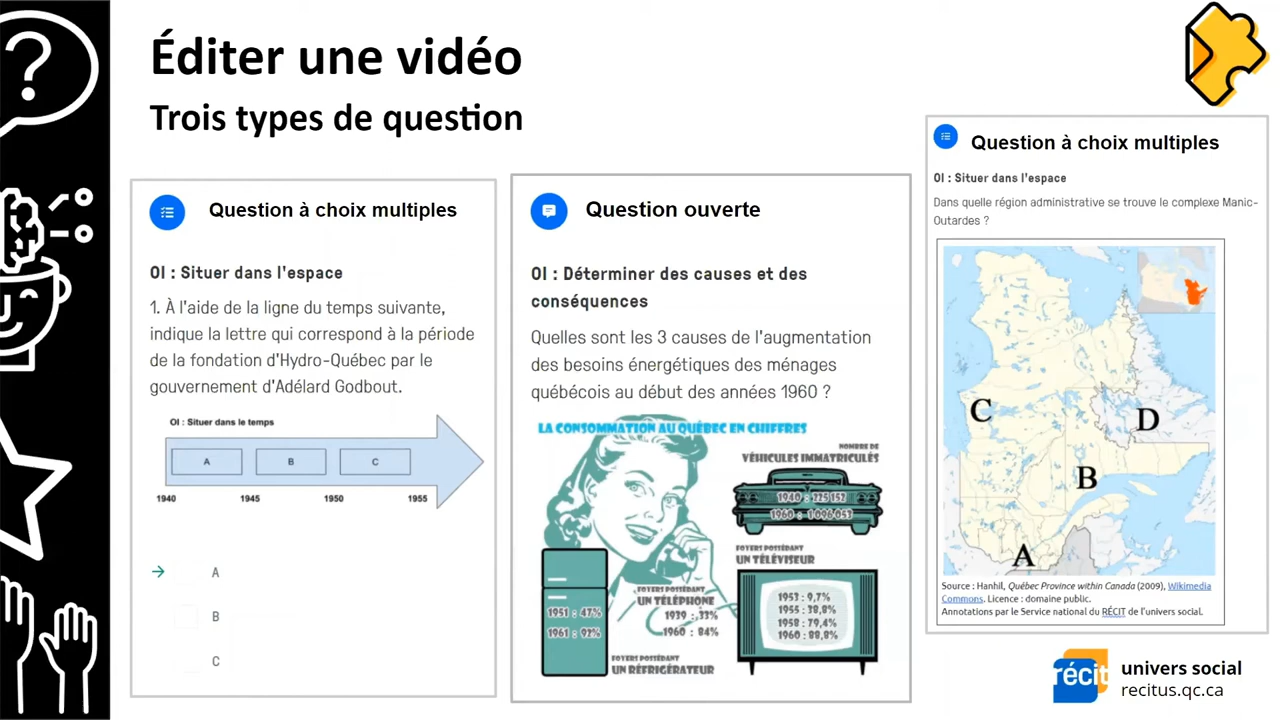 Éditer une vidéo
Trois types de question
Question à choix multiples
OI : Situer dans l'espace
1. À l'aide de la ligne du temps suivante,
indique la lettre qui correspond à la période
de la fondation d'Hydro-Québec par le
gouvernement d'Adélard Godbout.
OI : Situer dans le temps
A B C
1940 1945 1950 1955
A
B
C
Question ouverte
OI : Déterminer des causes et des
conséquences
Quelles sont les 3 causes de l'augmentation
des besoins énergétiques des ménages
québécois au début des années 1960 ?
LA CONSOMMATION AU QUÉBEC EN CHIFFRES
NOMBRE DE
VÉHICULES IMMATRICULÉS
1940 : 225 152
1960 : 1 096 053
FOYERS POSSÉDANT
UN TÉLÉVISEUR
1953 : 9,7%
1955 : 38,8%
1958 : 79,4%
1960 : 88,8%
FOYERS POSSÉDANT
UN TÉLÉPHONE
1939 : 33%
1960 : 84%
1951 : 47%
1961 : 92%
FOYERS POSSÉDANT
UN RÉFRIGÉRATEUR
Question à choix multiples
OI : Situer dans l'espace
Dans quelle région administrative se trouve le complexe Manic-
Outardes ?
C
D
B
A
Source : Hanhil, Québec Province within Canada (2009), Wikimedia
Commons. Licence : domaine public.
Annotations par le Service national du RÉCIT de l'univers social.
récit
univers social
recitus.qc.ca